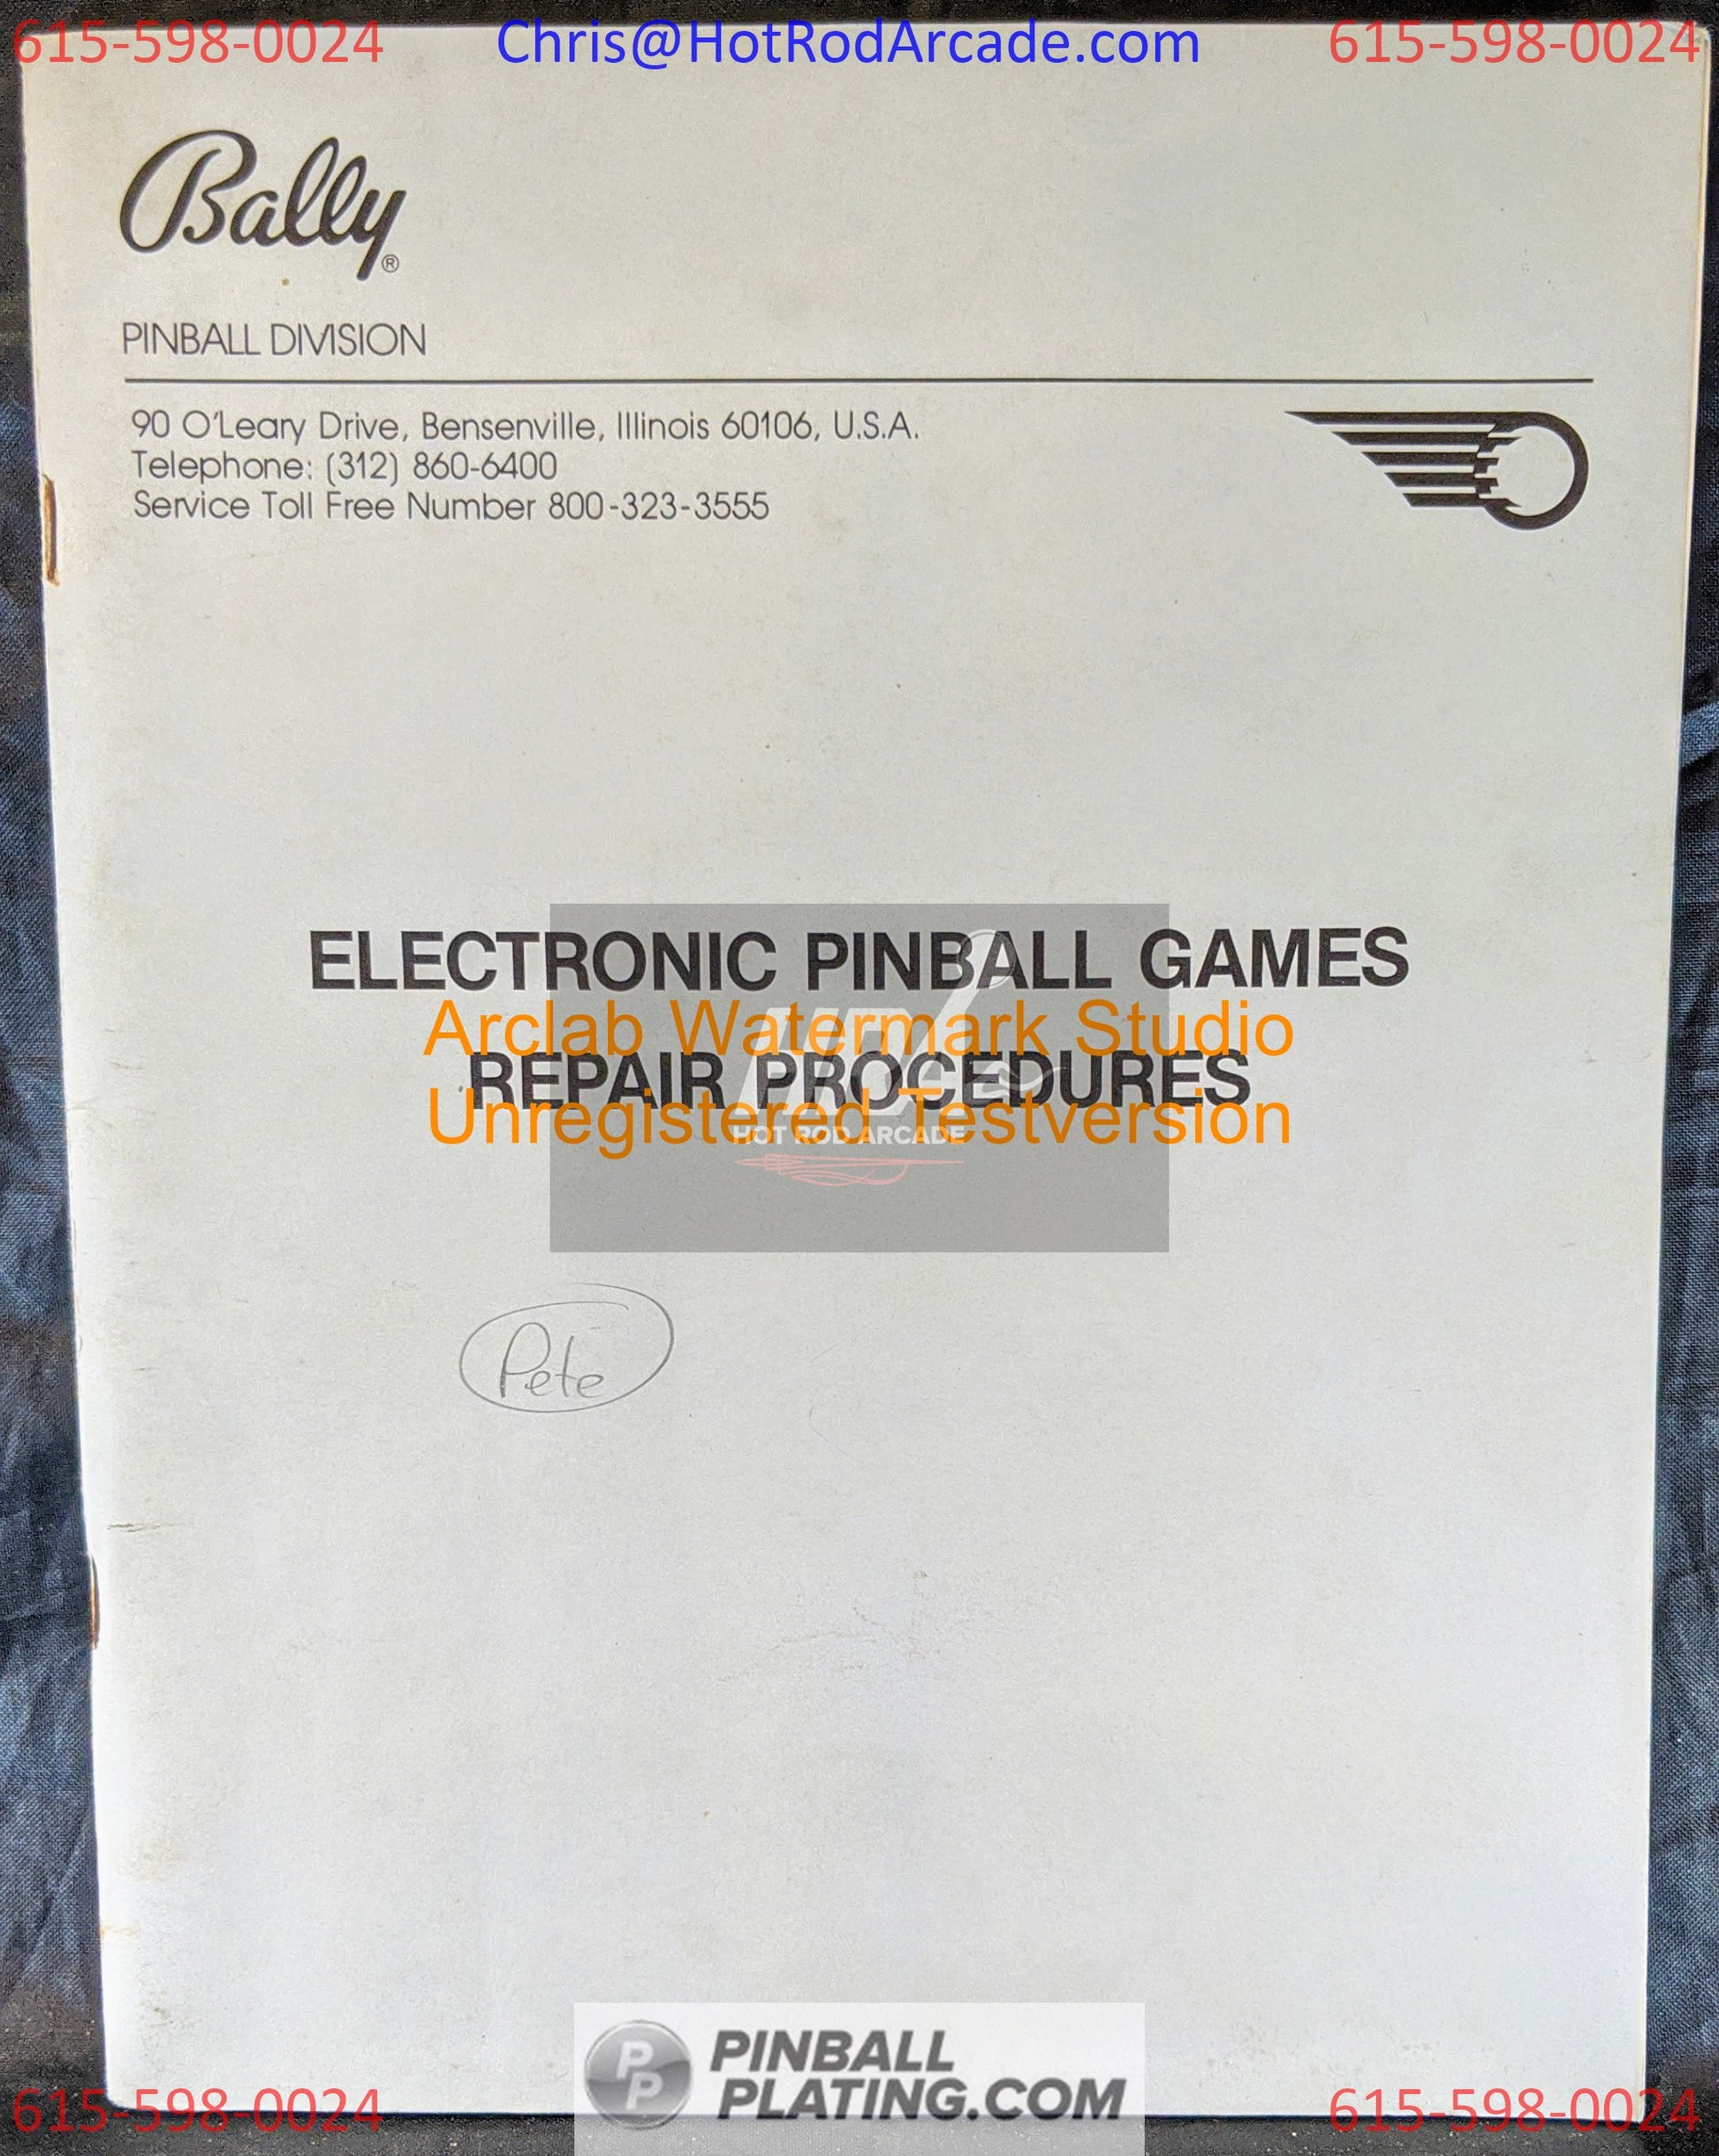 615-598-0024 Chris@HotRodArcade.com 615-598-0024
Bally®
PINBALL DIVISION
90 O'Leary Drive, Bensenville, Illinois 60106, U.S.A.
Telephone: (312) 860-6400
Service Toll Free Number 800-323-3555
ELECTRONIC PINBALL GAMES
Arclab Watermark Studio
REPAIR PROCEDURES
Unregistered Testversion
HOT ROD ARCADE
Pete
PP
PINBALL
PLATING.COM
615-598-0024 615-598-0024